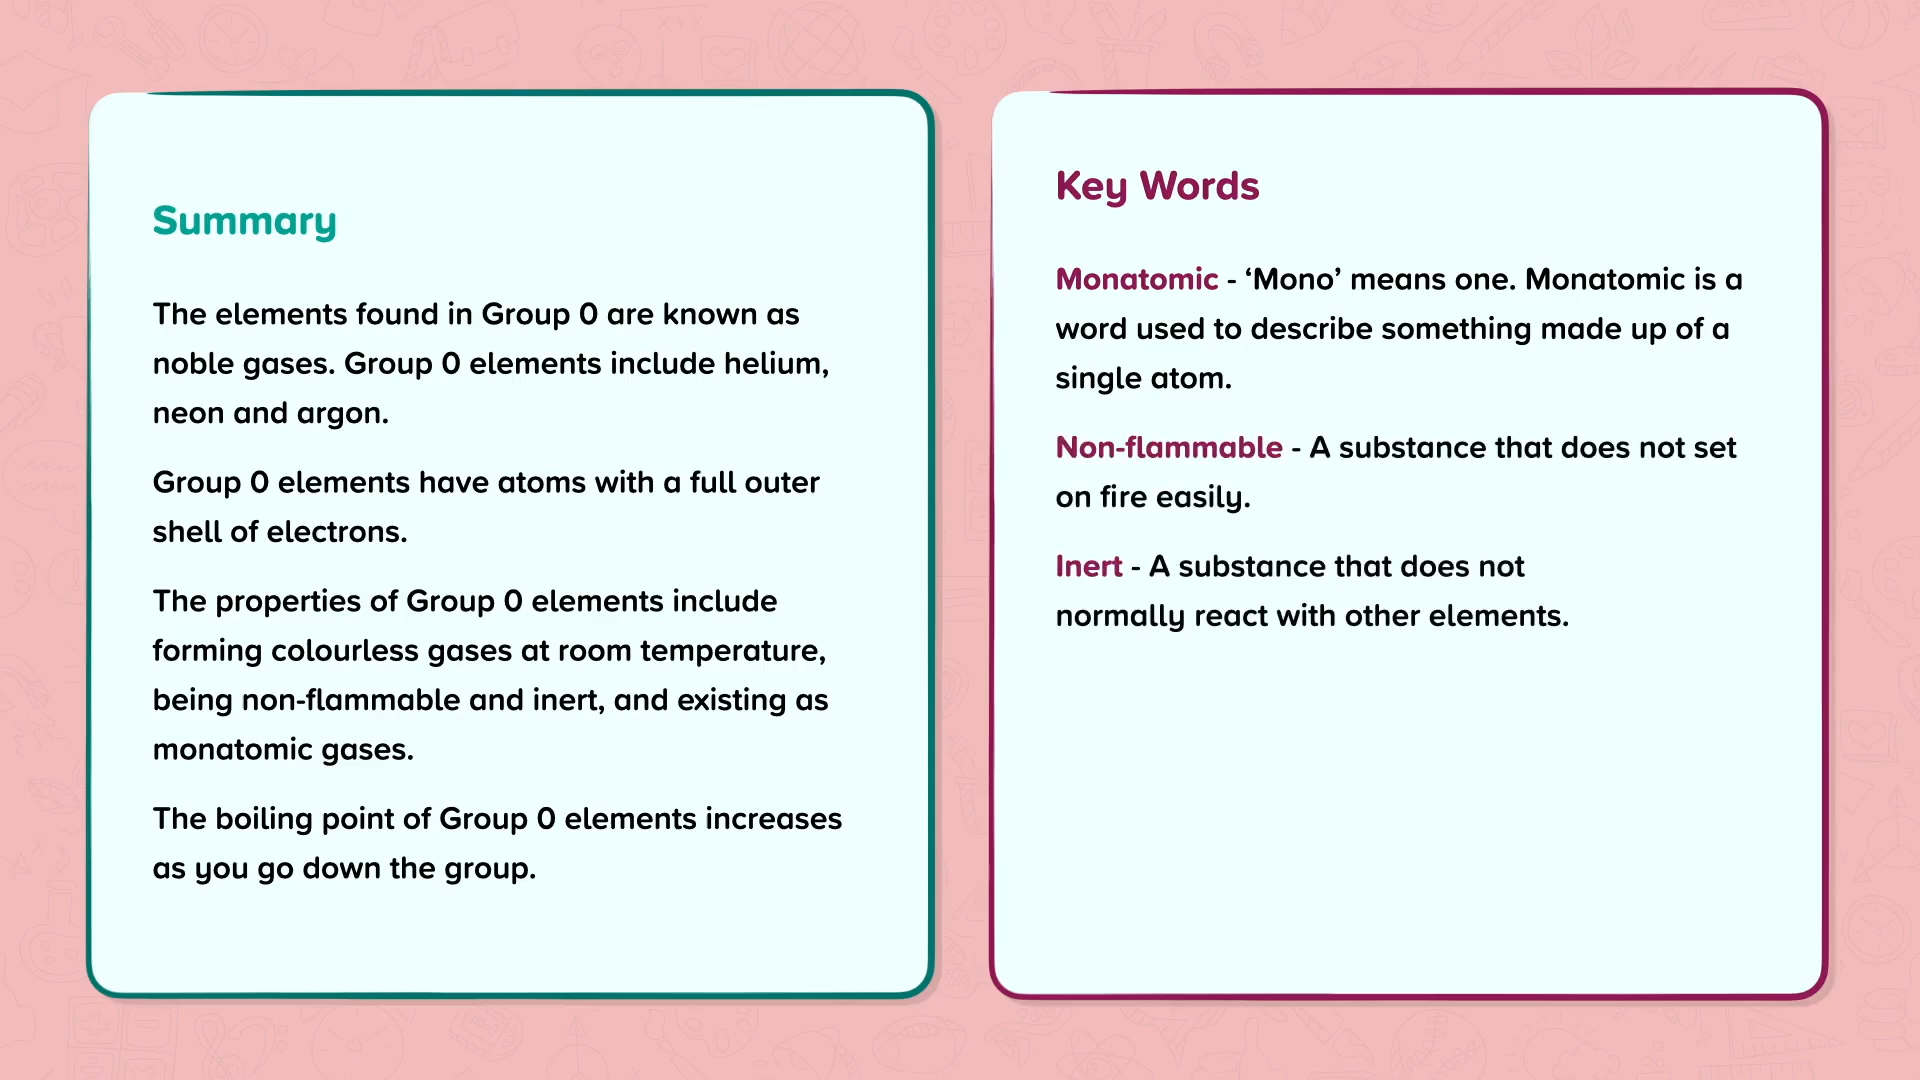 Summary
The elements found in Group 0 are known as
noble gases. Group 0 elements include helium,
neon and argon.
Group 0 elements have atoms with a full outer
shell of electrons.
The properties of Group 0 elements include
forming colourless gases at room temperature,
being non-flammable and inert, and existing as
monatomic gases.
The boiling point of Group 0 elements increases
as you go down the group.
Key Words
Monatomic - ‘Mono’ means one. Monatomic is a
word used to describe something made up of a
single atom.
Non-flammable - A substance that does not set
on fire easily.
Inert - A substance that does not
normally react with other elements.